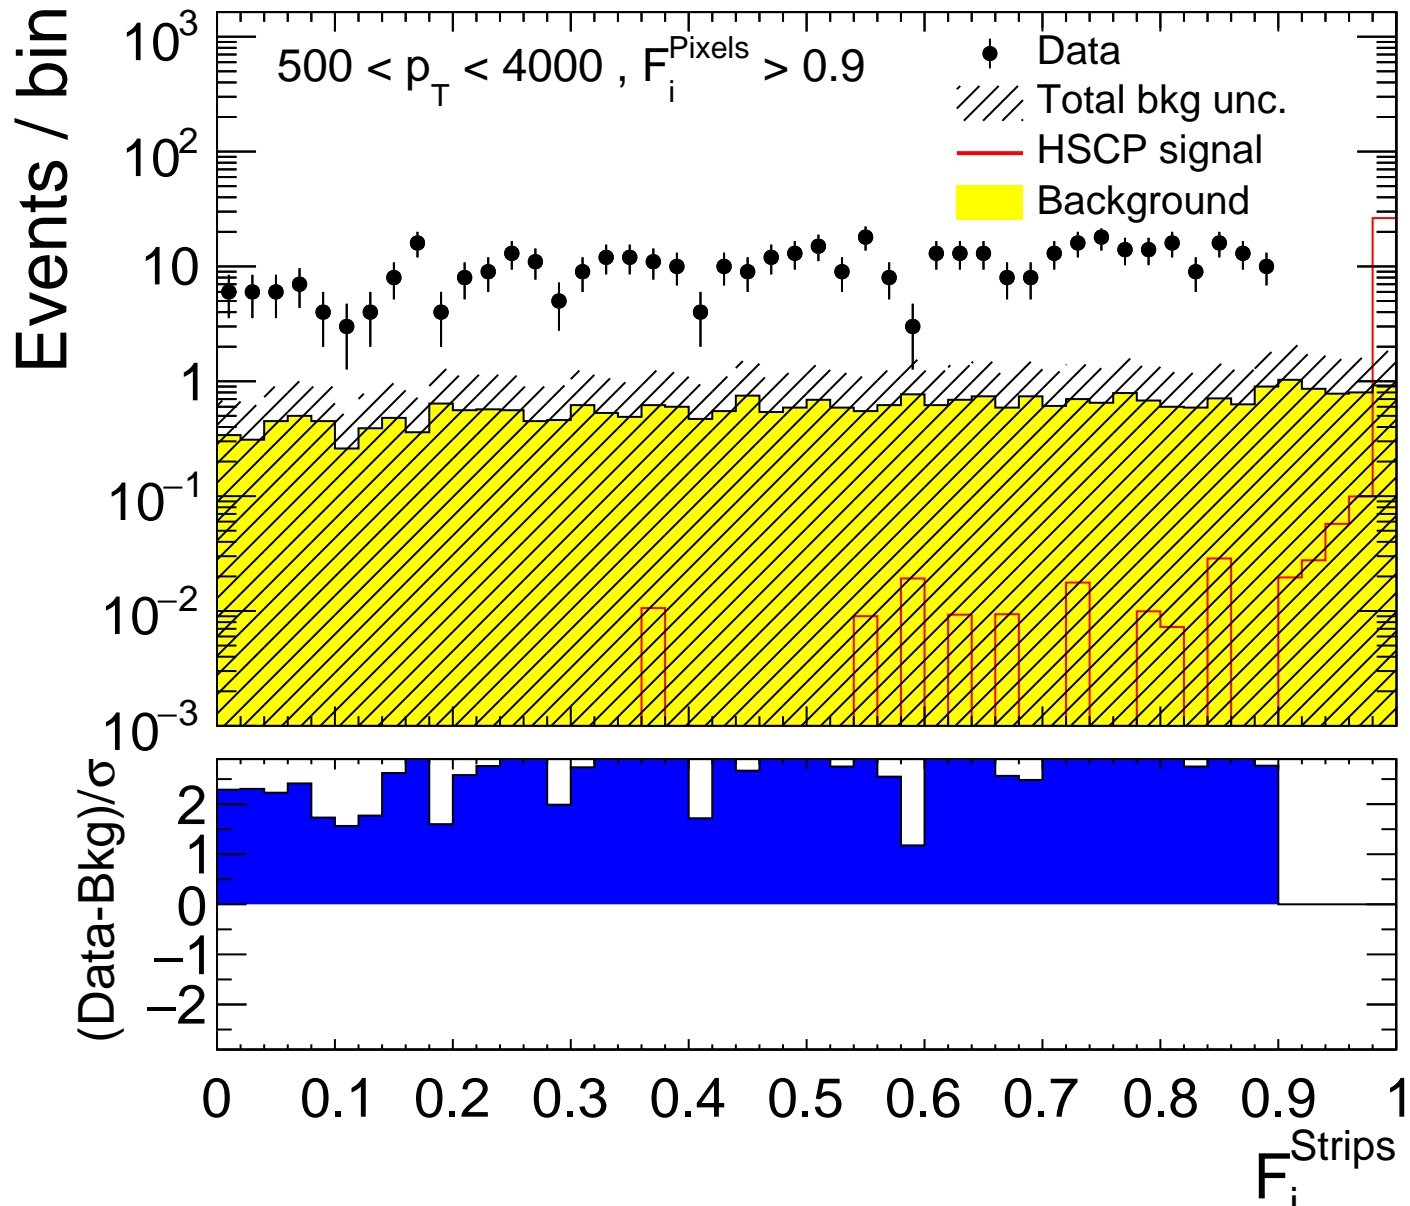 Events / bin
10³
10²
10
1
10⁻¹
10⁻²
10⁻³
500 < p_T < 4000 , F_i^Pixels > 0.9
Data
Total bkg unc.
HSCP signal
Background
(Data-Bkg)/σ
2
1
0
−1
−2
0 0.1 0.2 0.3 0.4 0.5 0.6 0.7 0.8 0.9 1
F_i^Strips